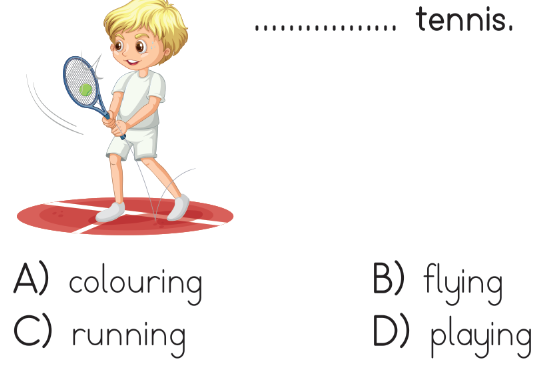 ................. tennis.
A) colouring B) flying
C) running D) playing